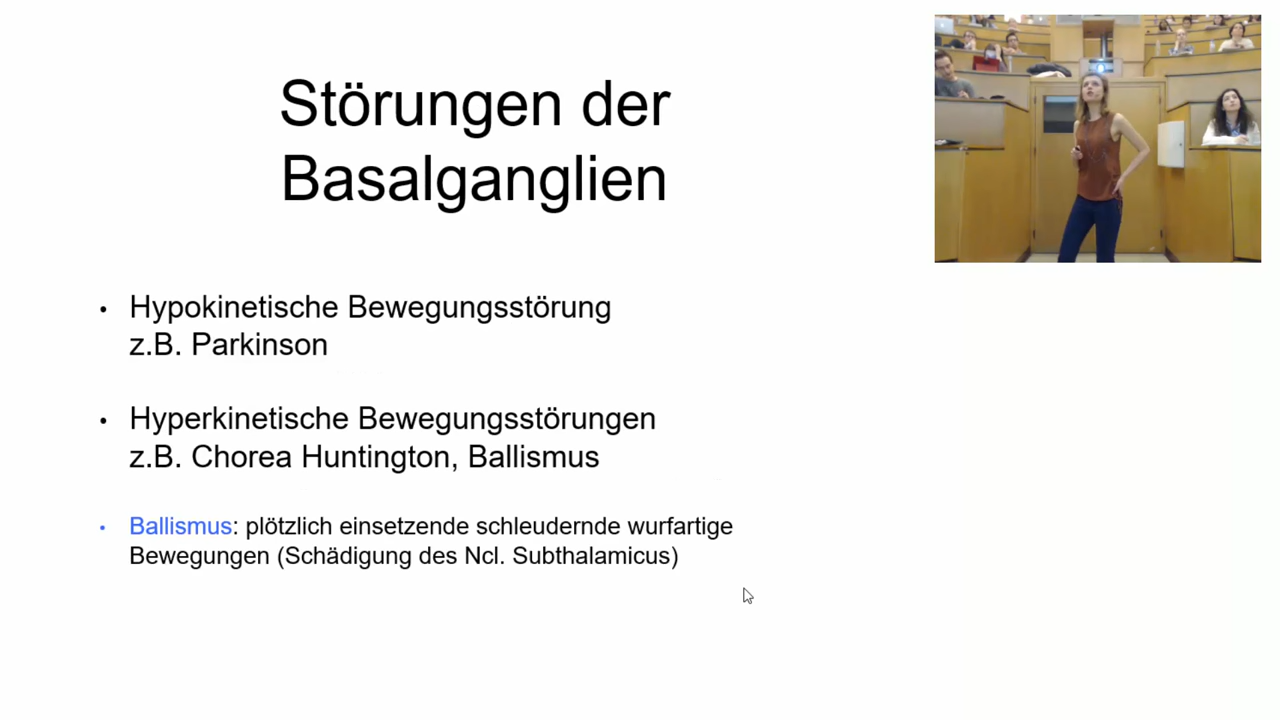 Störungen der
Basalganglien
• Hypokinetische Bewegungsstörung
z.B. Parkinson
• Hyperkinetische Bewegungsstörungen
z.B. Chorea Huntington, Ballismus
• Ballismus: plötzlich einsetzende schleudernde wurfartige
Bewegungen (Schädigung des Ncl. Subthalamicus)